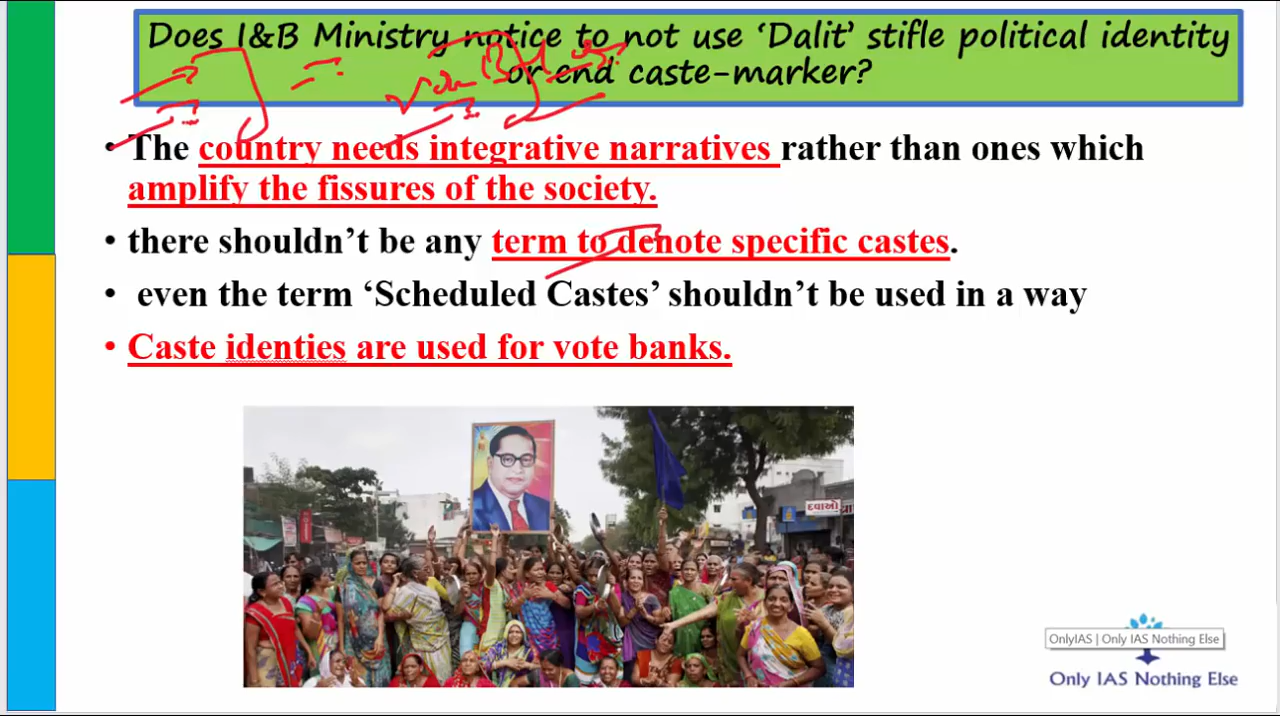 Does I&B Ministry notice to not use ‘Dalit’ stifle political identity
or end caste-marker?
• The country needs integrative narratives rather than ones which
amplify the fissures of the society.
• there shouldn’t be any term to denote specific castes.
• even the term ‘Scheduled Castes’ shouldn’t be used in a way
• Caste identies are used for vote banks.
દવાઓ
OnlyIAS | Only IAS Nothing Else
Only IAS Nothing Else